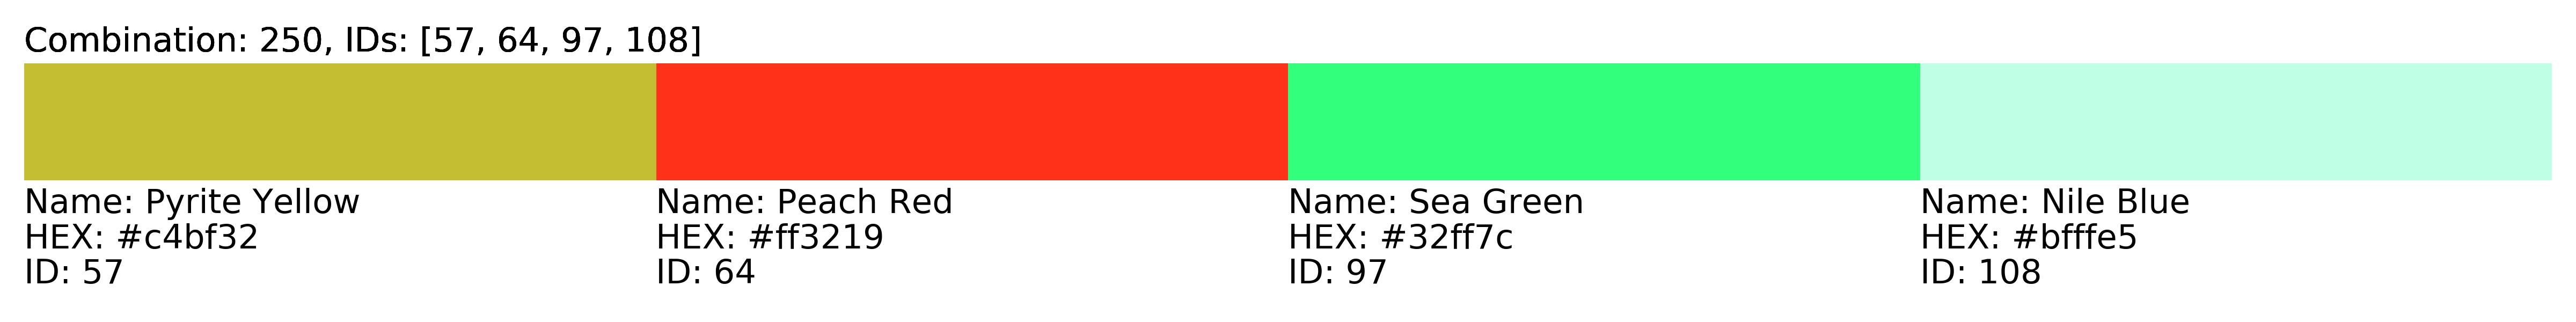 Combination: 250, IDs: [57, 64, 97, 108]
Name: Pyrite Yellow
HEX: #c4bf32
ID: 57
Name: Peach Red
HEX: #ff3219
ID: 64
Name: Sea Green
HEX: #32ff7c
ID: 97
Name: Nile Blue
HEX: #bfffe5
ID: 108